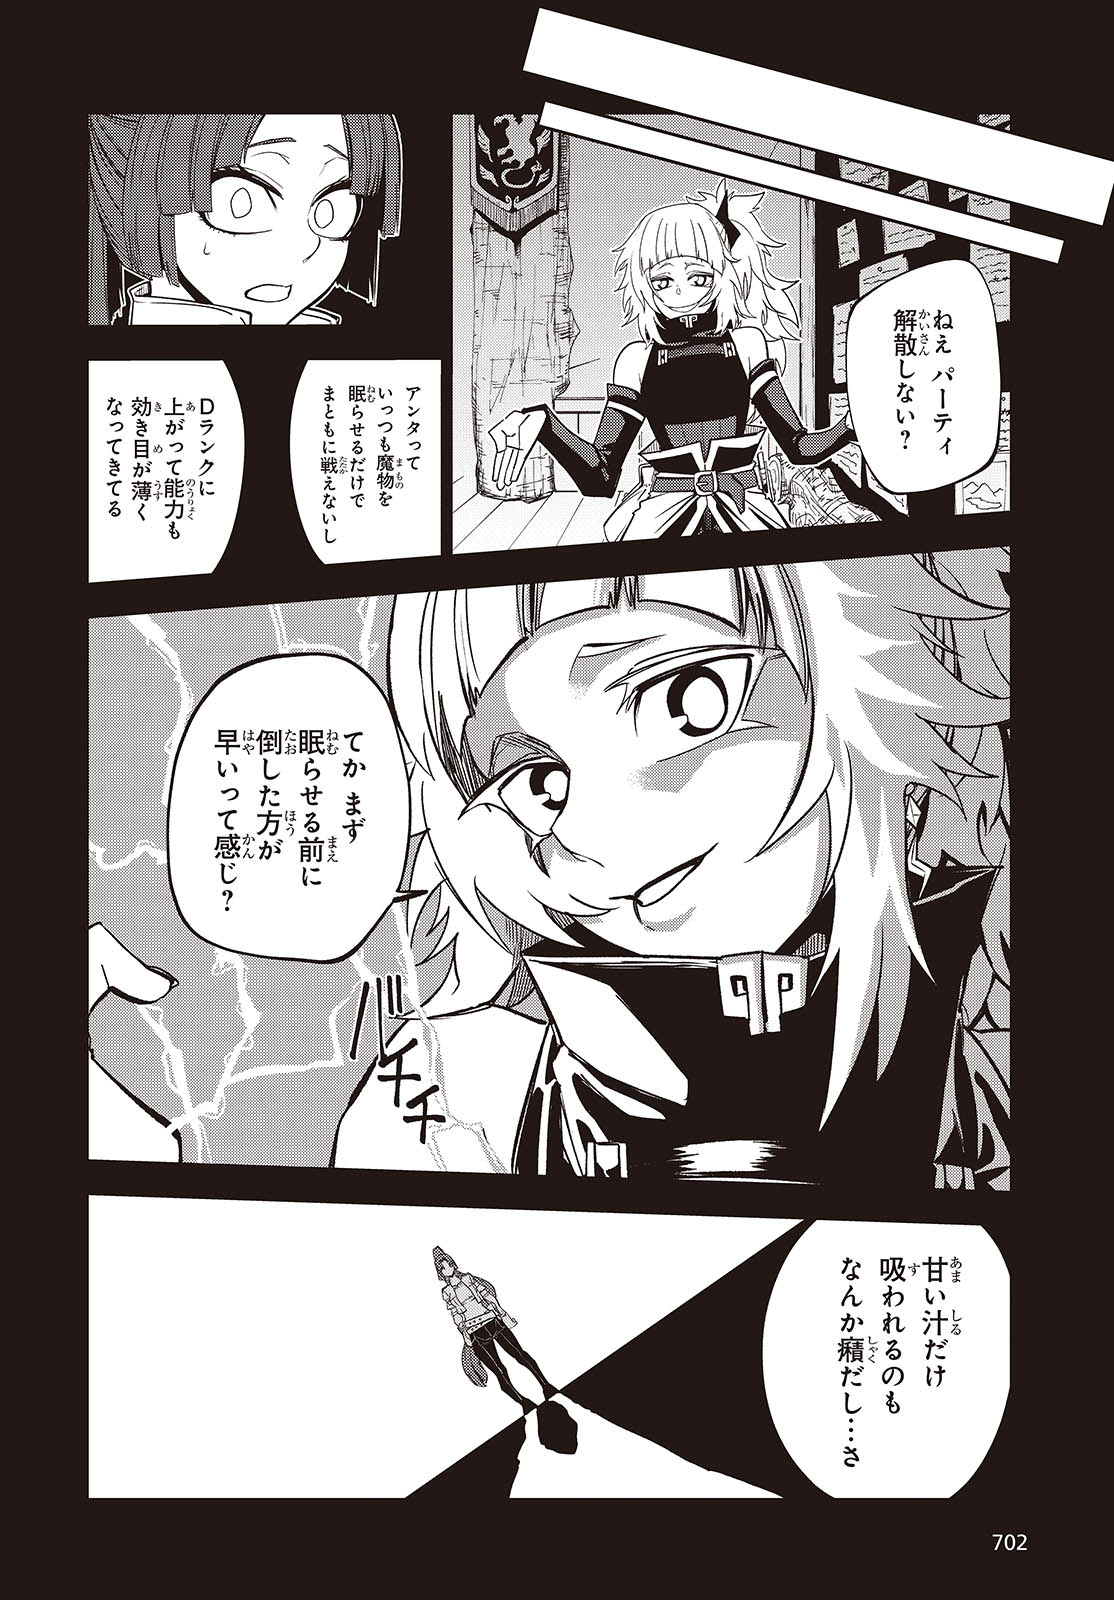 ねぇ パーティ
解散しない？
アンタって
いっつも魔物を
眠らせるだけで
まともに戦えないし
Dランクに
上がって能力も
効き目が薄く
なってきてる
てか まず
眠らせる前に
倒した方が
早いって感じ？
バチチ
甘い汁だけ
吸われるのも
なんか癪だし…さ
702